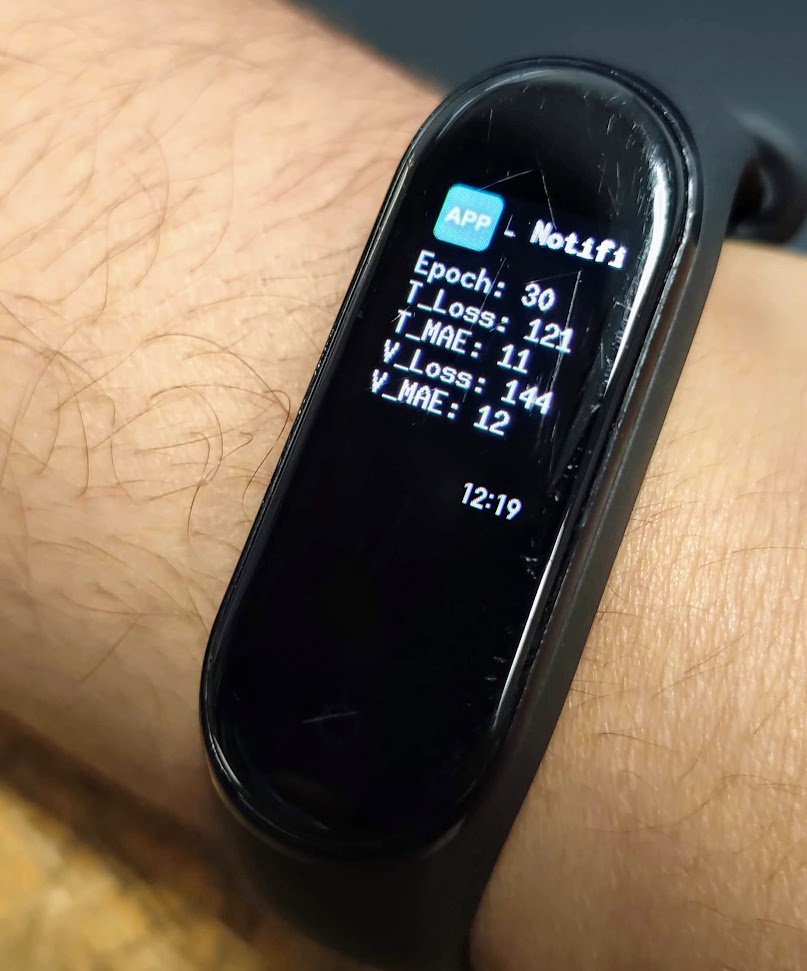 APP
L Notifi
Epoch: 30
T_Loss: 121
T_MAE: 11
V_Loss: 144
V_MAE: 12
12:19